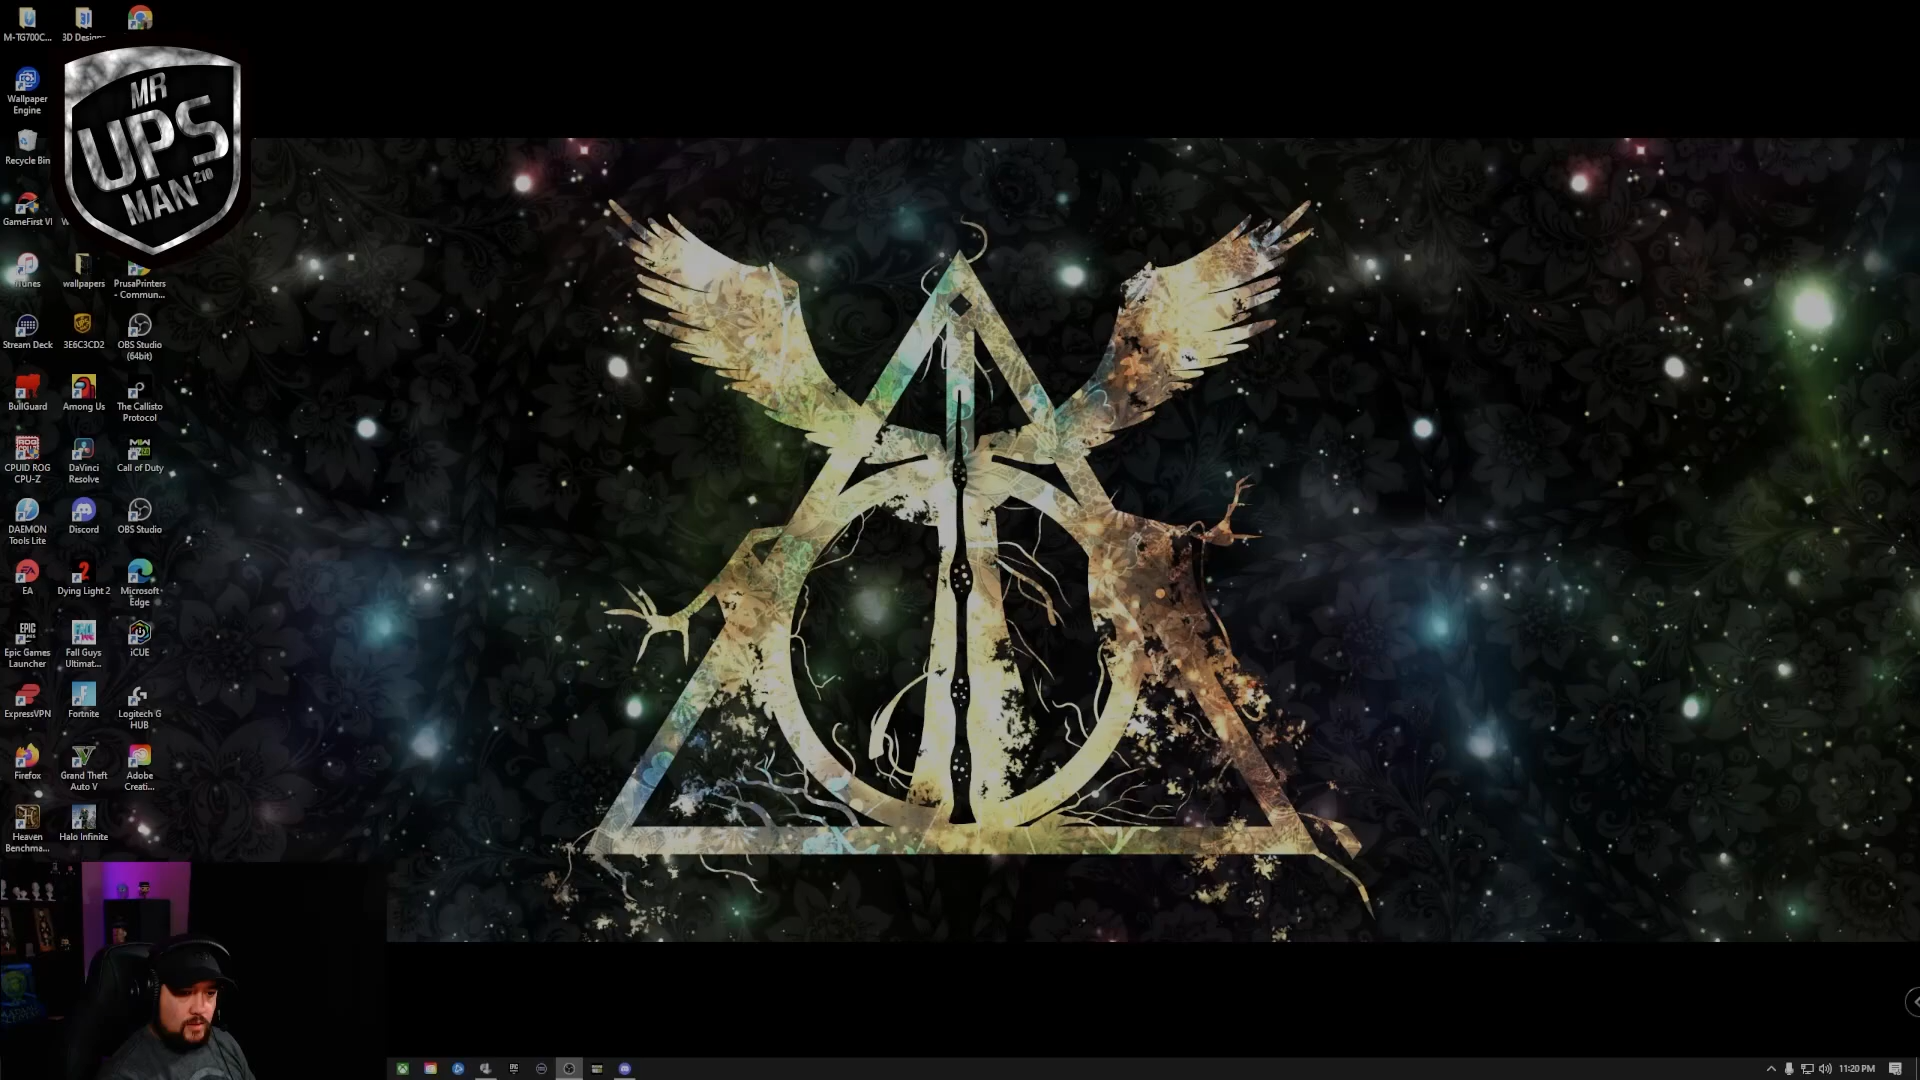 M-TG700C...
3D Designs
MR
UPS
MAN
210
Wallpaper
Engine
Recycle Bin
GameFirst VI
W
iTunes
wallpapers
PrusaPrinters
- Commun...
Stream Deck
3E6C3CD2
OBS Studio
(64bit)
BullGuard
Among Us
The Callisto
Protocol
CPUID ROG
CPU-Z
DaVinci
Resolve
Call of Duty
DAEMON
Tools Lite
Discord
OBS Studio
EA
Dying Light 2
Microsoft
Edge
Epic Games
Launcher
Fall Guys
Ultimat...
iCUE
ExpressVPN
Fortnite
Logitech G
HUB
Firefox
Grand Theft
Auto V
Adobe
Creati...
Heaven
Benchma...
Halo Infinite
11:20 PM